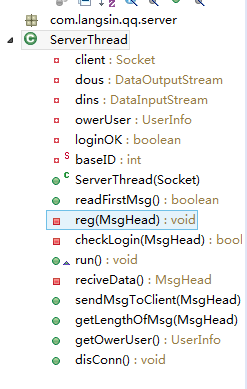 com.langsin.qq.server
ServerThread
client : Socket
dous : DataOutputStream
dins : DataInputStream
owerUser : UserInfo
loginOK : boolean
baseID : int
ServerThread(Socket)
readFirstMsg() : boolean
reg(MsgHead) : void
checkLogin(MsgHead) : bool
run() : void
reciveData() : MsgHead
sendMsgToClient(MsgHead)
getLengthOfMsg(MsgHead)
getOwerUser() : UserInfo
disConn() : void